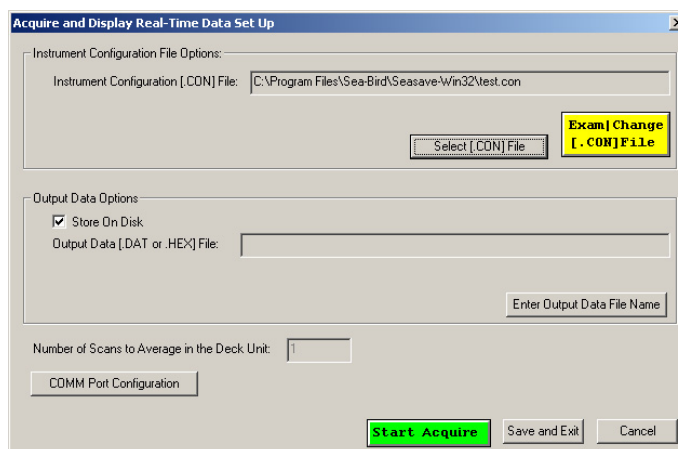 Acquire and Display Real-Time Data Set Up
Instrument Configuration File Options:
Instrument Configuration [.CON] File: C:\Program Files\Sea-Bird\Seasave-Win32\test.con
Select [.CON] File
Exam|Change
[.CON]File
Output Data Options
Store On Disk
Output Data [.DAT or .HEX] File:
Enter Output Data File Name
Number of Scans to Average in the Deck Unit: 1
COMM Port Configuration
Start Acquire Save and Exit Cancel